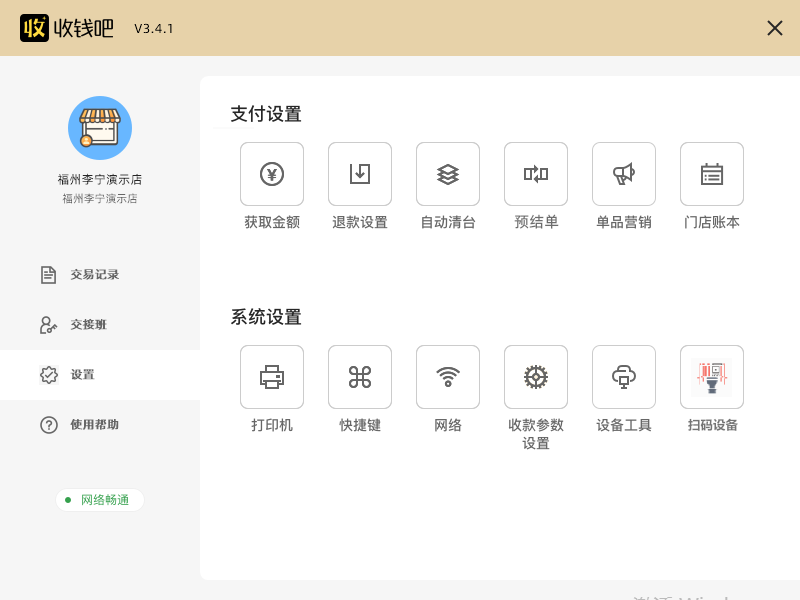 收 收钱吧 V3.4.1
福州李宁演示店
福州李宁演示店
交易记录
交接班
设置
使用帮助
网络畅通
支付设置
获取金额 退款设置 自动清台 预结单 单品营销 门店账本
系统设置
打印机 快捷键 网络 收款参数设置 设备工具 扫码设备